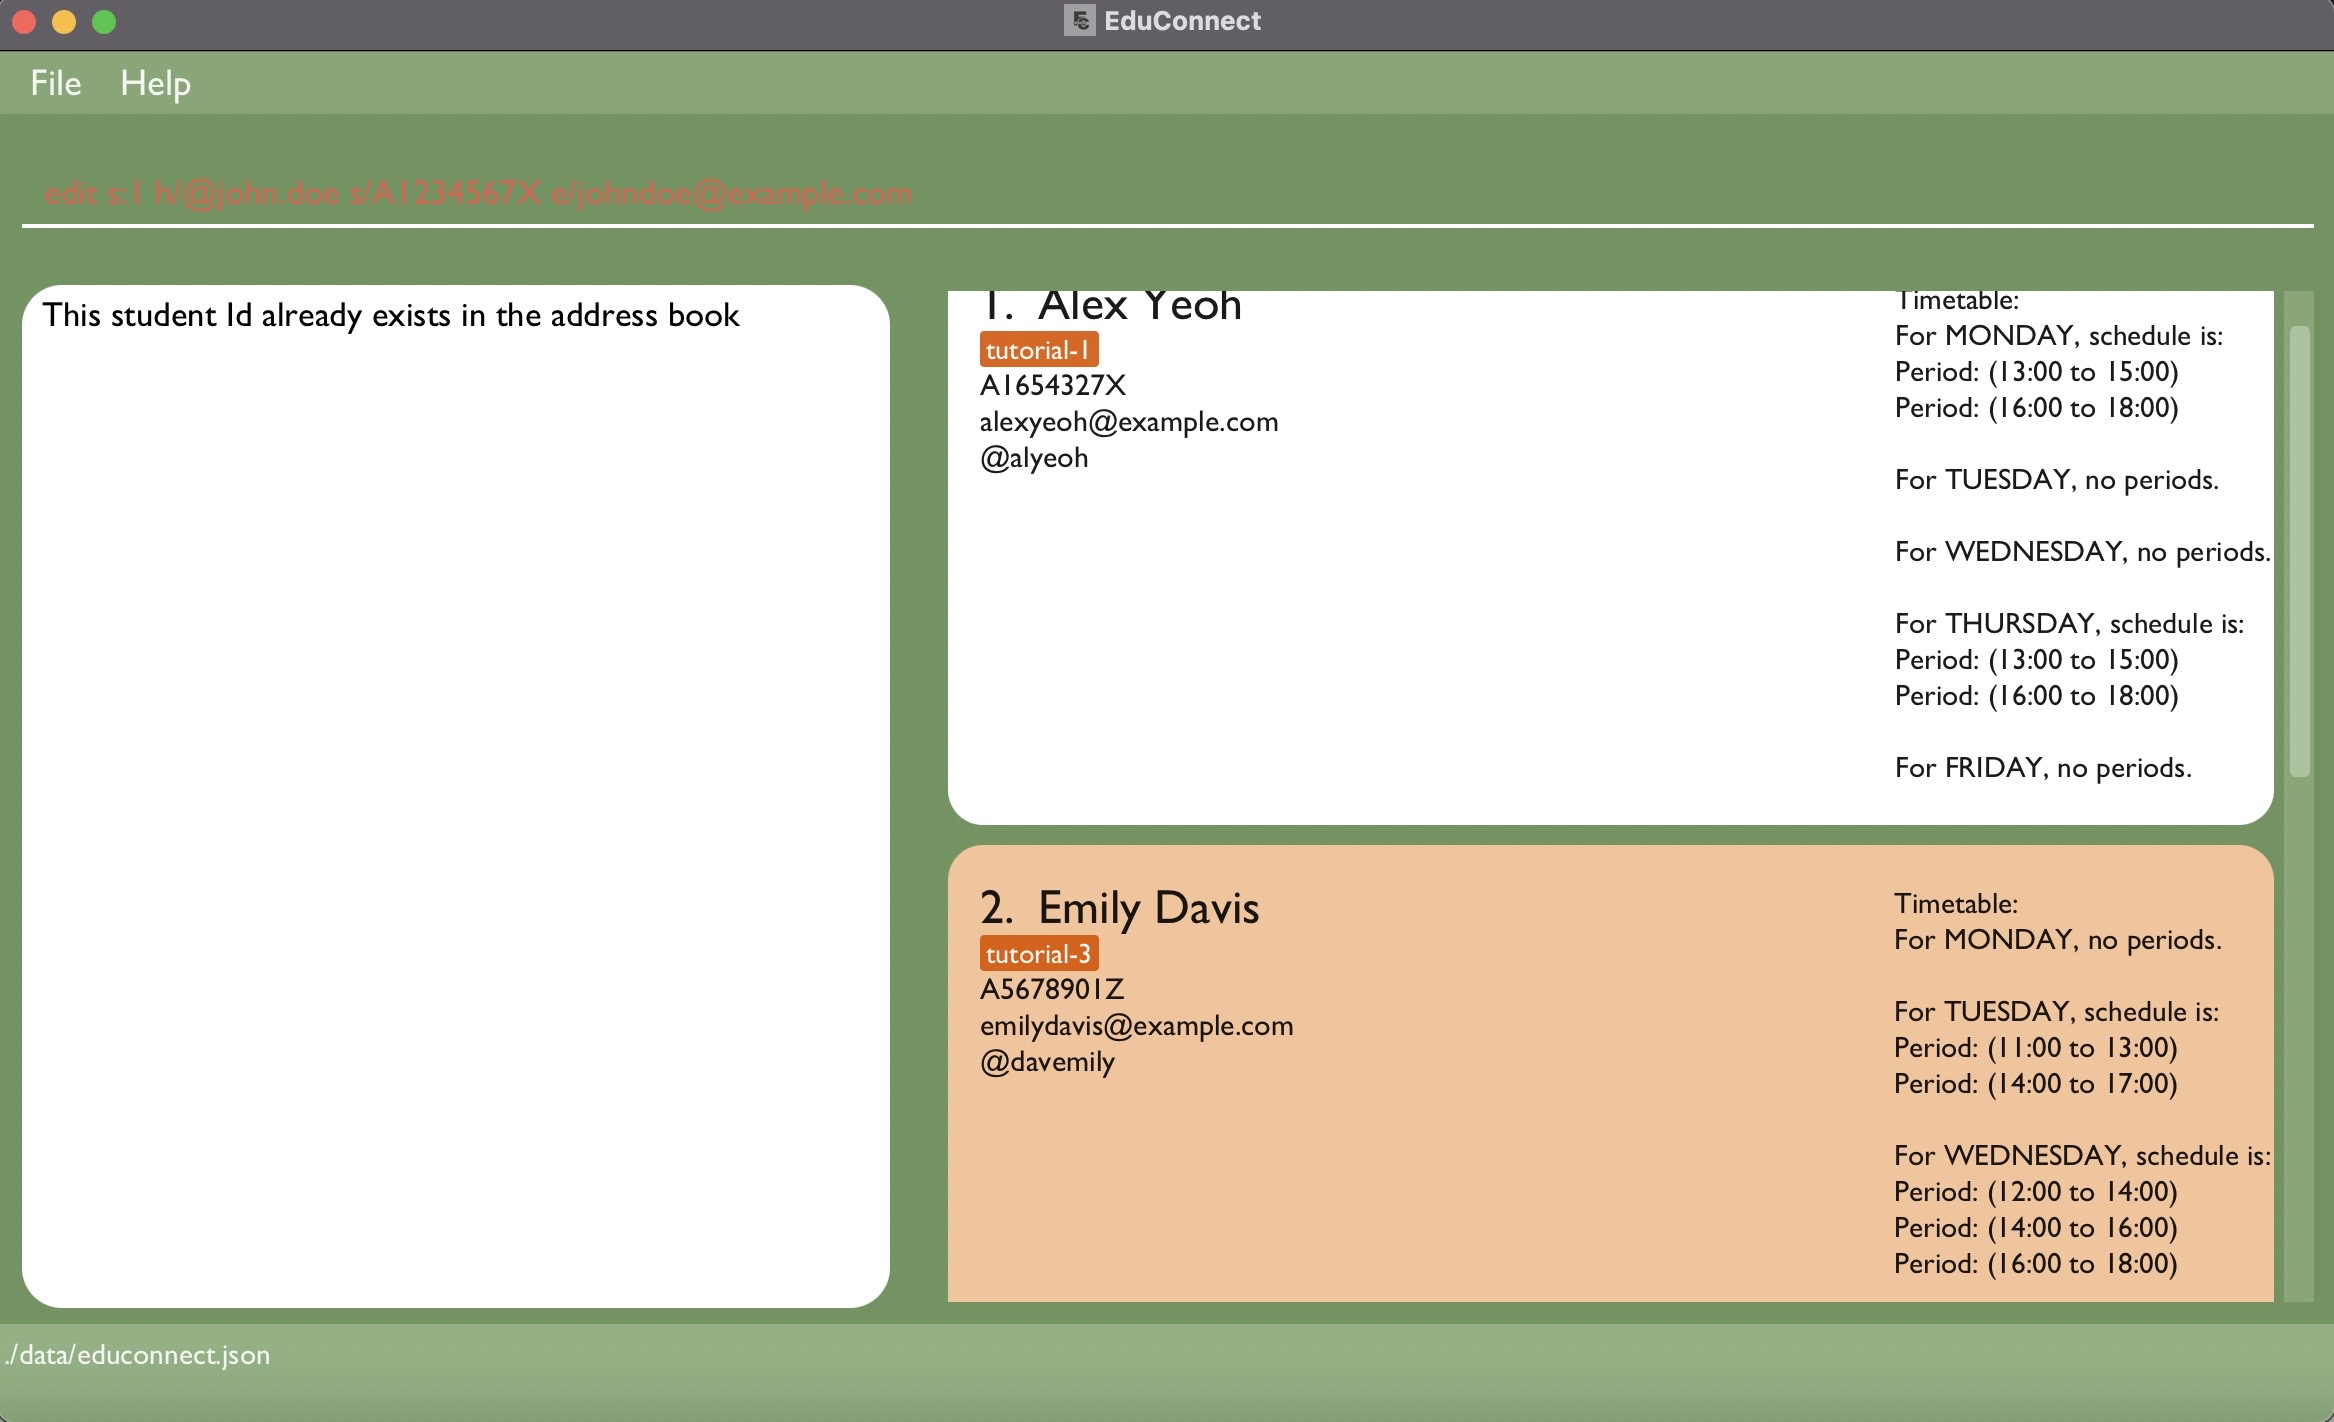 EduConnect
File Help
edit s:1 h/@john.doe s/A1234567X e/johndoe@example.com
This student Id already exists in the address book
1. Alex Yeoh
tutorial-1
A1654327X
alexyeoh@example.com
@alyeoh
Timetable:
For MONDAY, schedule is:
Period: (13:00 to 15:00)
Period: (16:00 to 18:00)
For TUESDAY, no periods.
For WEDNESDAY, no periods.
For THURSDAY, schedule is:
Period: (13:00 to 15:00)
Period: (16:00 to 18:00)
For FRIDAY, no periods.
2. Emily Davis
tutorial-3
A5678901Z
emilydavis@example.com
@davemily
Timetable:
For MONDAY, no periods.
For TUESDAY, schedule is:
Period: (11:00 to 13:00)
Period: (14:00 to 17:00)
For WEDNESDAY, schedule is:
Period: (12:00 to 14:00)
Period: (14:00 to 16:00)
Period: (16:00 to 18:00)
./data/educonnect.json